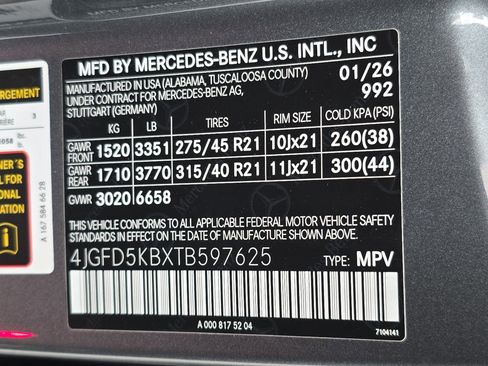 MFD BY MERCEDES-BENZ U.S. INTL., INC
MANUFACTURED IN USA (ALABAMA, TUSCALOOSA COUNTY) 01/26
UNDER CONTRACT FOR MERCEDES-BENZ AG, 992
STUTTGART (GERMANY)
KG LB TIRES RIM SIZE COLD KPA (PSI)
GAWR FRONT 1520 3351 275/45 R21 10Jx21 260(38)
GAWR REAR 1710 3770 315/40 R21 11Jx21 300(44)
GVWR 3020 6658
THIS VEHICLE CONFORMS TO ALL APPLICABLE FEDERAL MOTOR VEHICLE SAFETY
STANDARDS IN EFFECT ON THE DATE OF MANUFACTURE SHOWN ABOVE.
4JGFD5KBXTB597625 TYPE: MPV
A 000 817 52 04
7104141
A 167 584 66 28